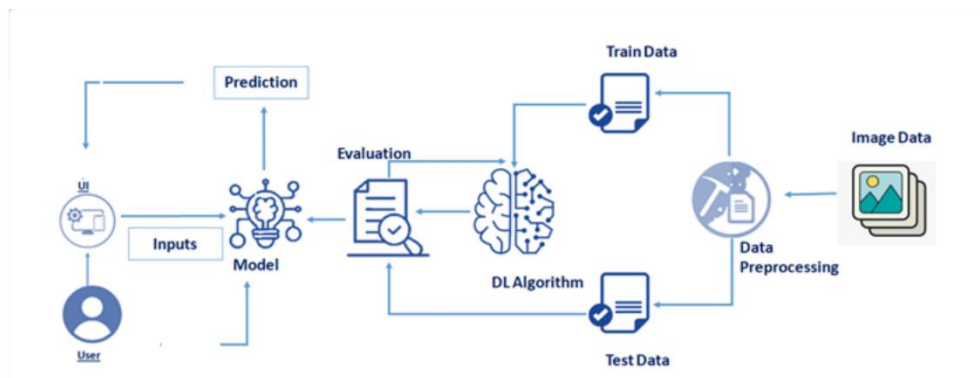 Train Data
Prediction
Image Data
Evaluation
UI
Inputs
Model
Data
Preprocessing
DL Algorithm
User
Test Data